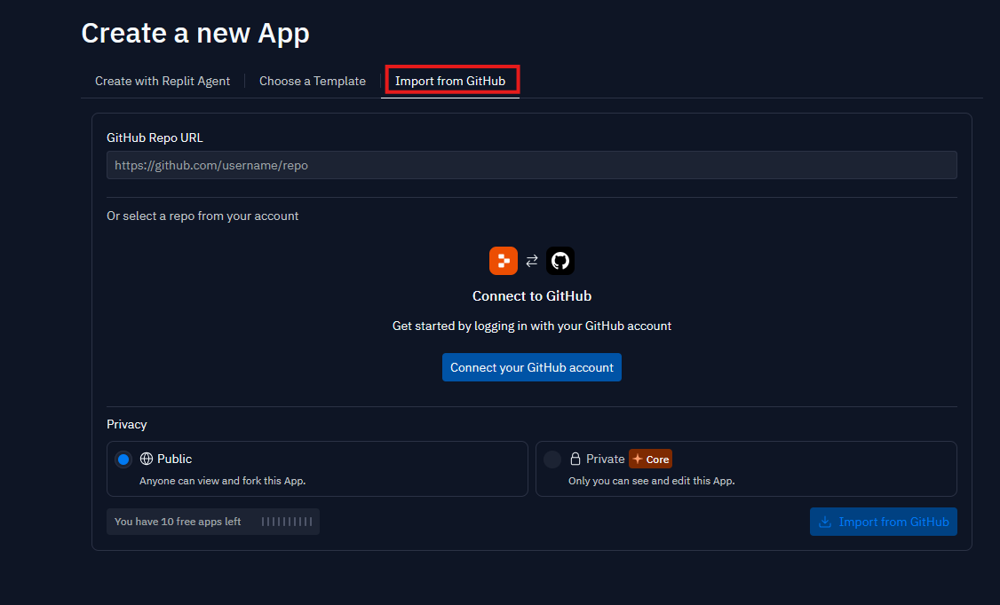 Create a new App
Create with Replit Agent
Choose a Template
Import from GitHub
GitHub Repo URL
https://github.com/username/repo
Or select a repo from your account
Connect to GitHub
Get started by logging in with your GitHub account
Connect your GitHub account
Privacy
Public
Anyone can view and fork this App.
Private Core
Only you can see and edit this App.
You have 10 free apps left
Import from GitHub